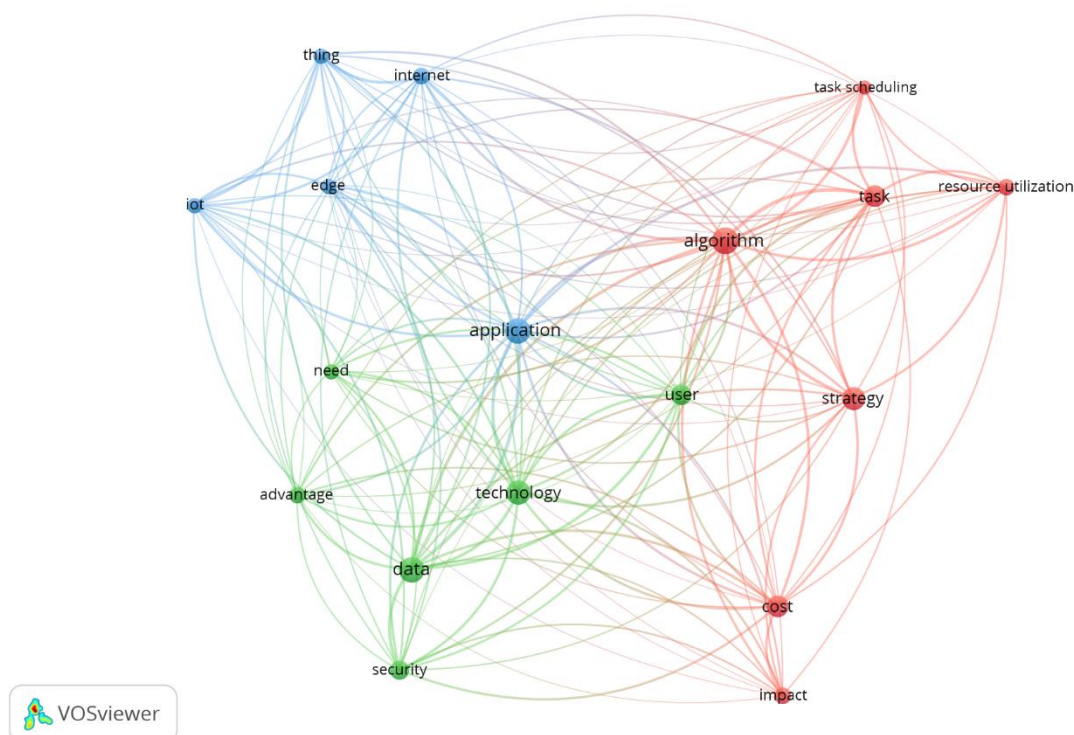 thing
internet
task scheduling
edge
iot
task
resource utilization
algorithm
application
need
user
strategy
advantage
technology
data
cost
security
impact
VOSviewer